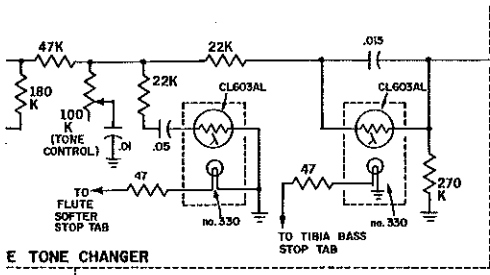 47K
22K
.015
180
K
22K
CL603AL
CL603AL
100
K
(TONE
CONTROL)
.01
.05
λ
λ
47
47
270
K
TO
FLUTE
SOFTER
STOP TAB
no.330
no.330
TO TIBIA BASS
STOP TAB
E TONE CHANGER